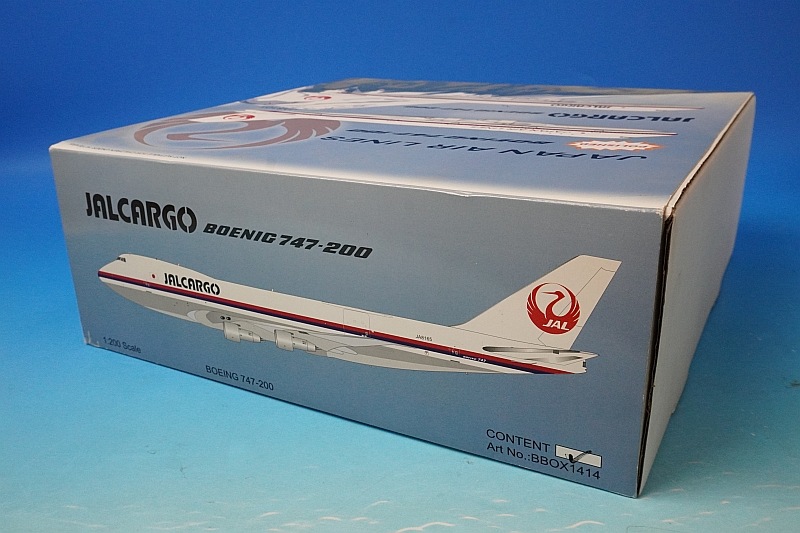 JALCARGO
JAPAN AIR LINES
JALCARGO BOENIG 747-200
JALCARGO
JA8165
JAL
1:200 Scale
BOEING 747-200
CONTENT
Art No.:BBOX1414